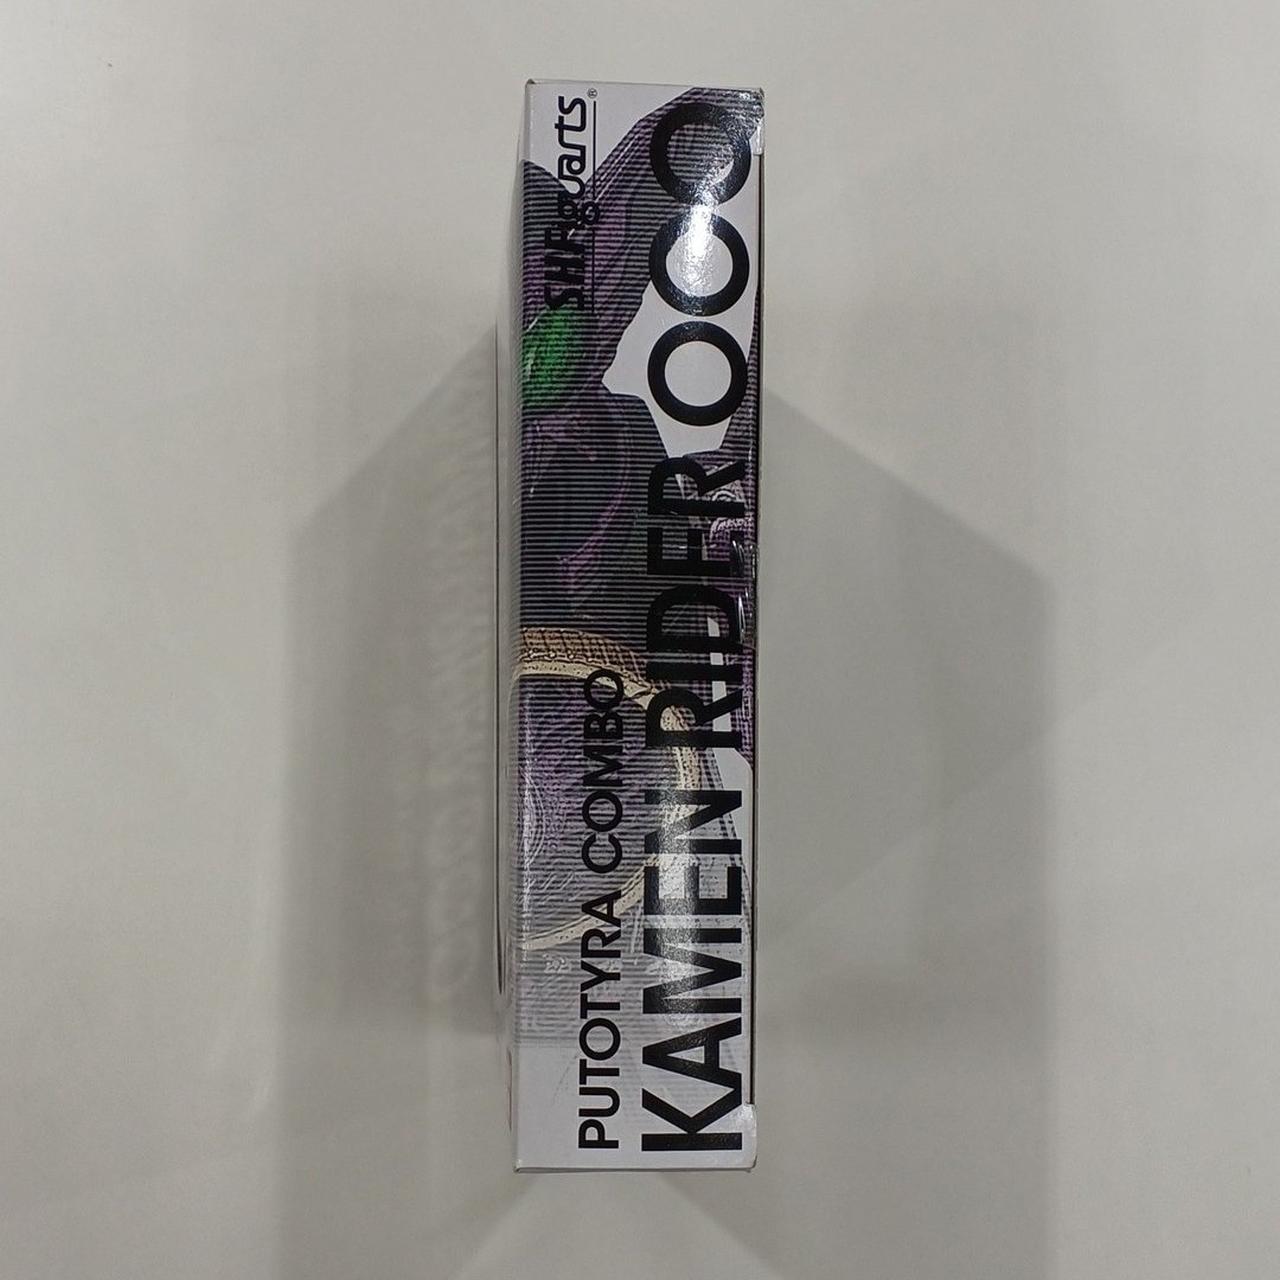 S.H.Figuarts®
PUTOTYRA COMBO
KAMEN RIDER OOO